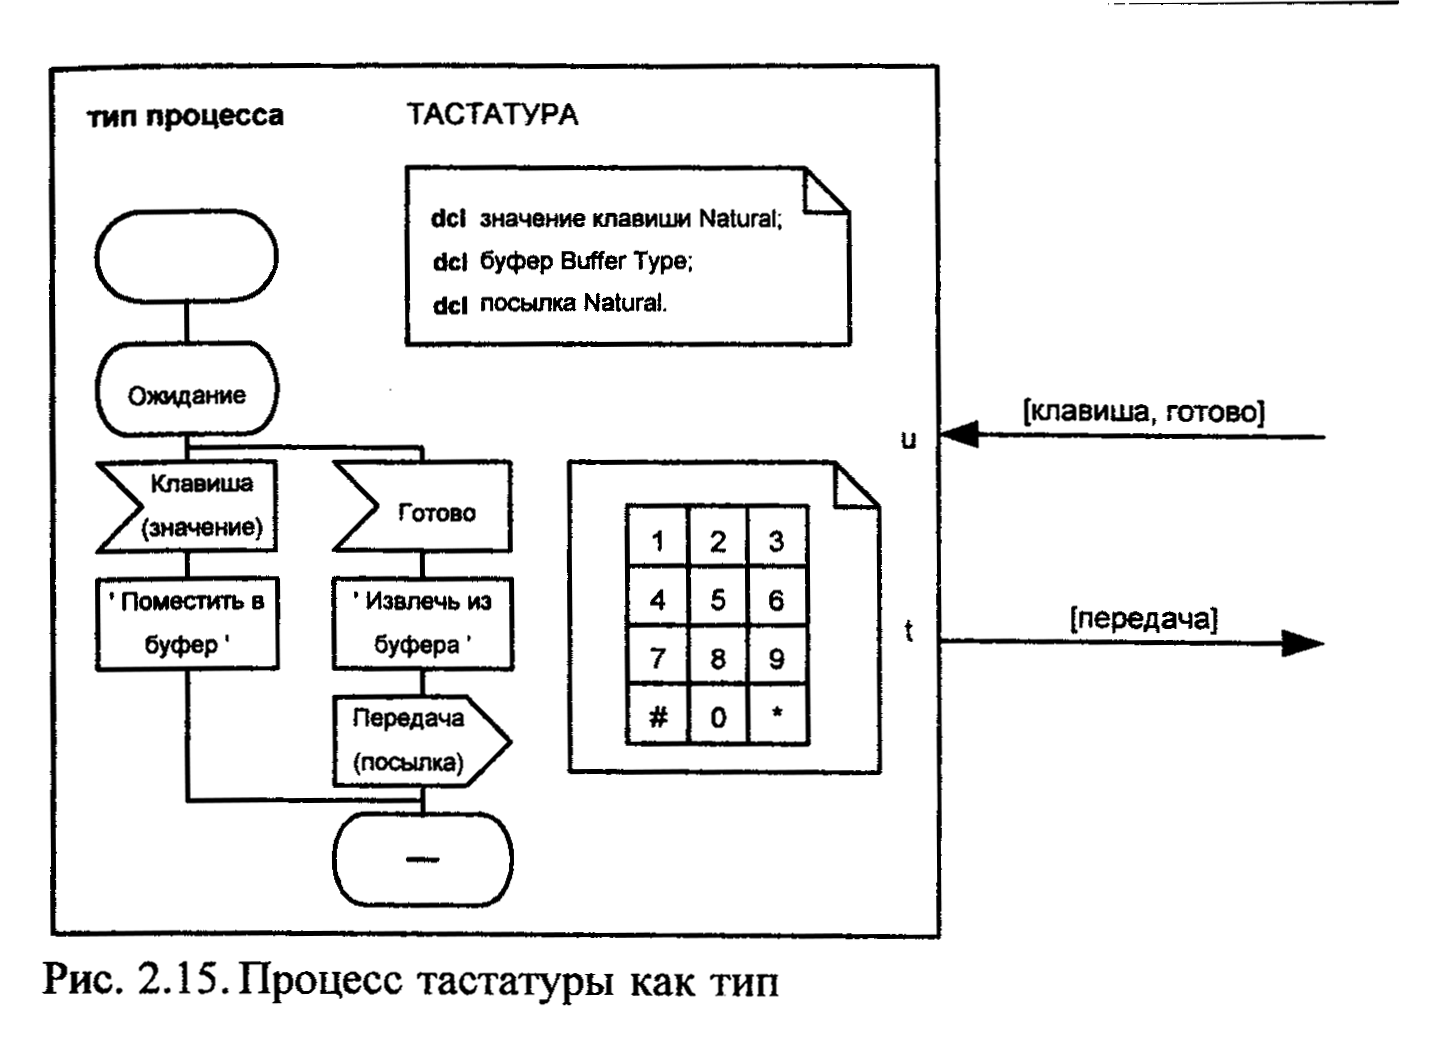 тип процесса ТАСТАТУРА
dcl значение клавиши Natural;
dcl буфер Buffer Type;
dcl посылка Natural.
Ожидание
[клавиша, готово]
u
Клавиша
(значение)
Готово
' Поместить в
буфер '
' Извлечь из
буфера '
Передача
(посылка)
—
1 2 3
4 5 6
7 8 9
# 0 *
[передача]
t
Рис. 2.15. Процесс тастатуры как тип